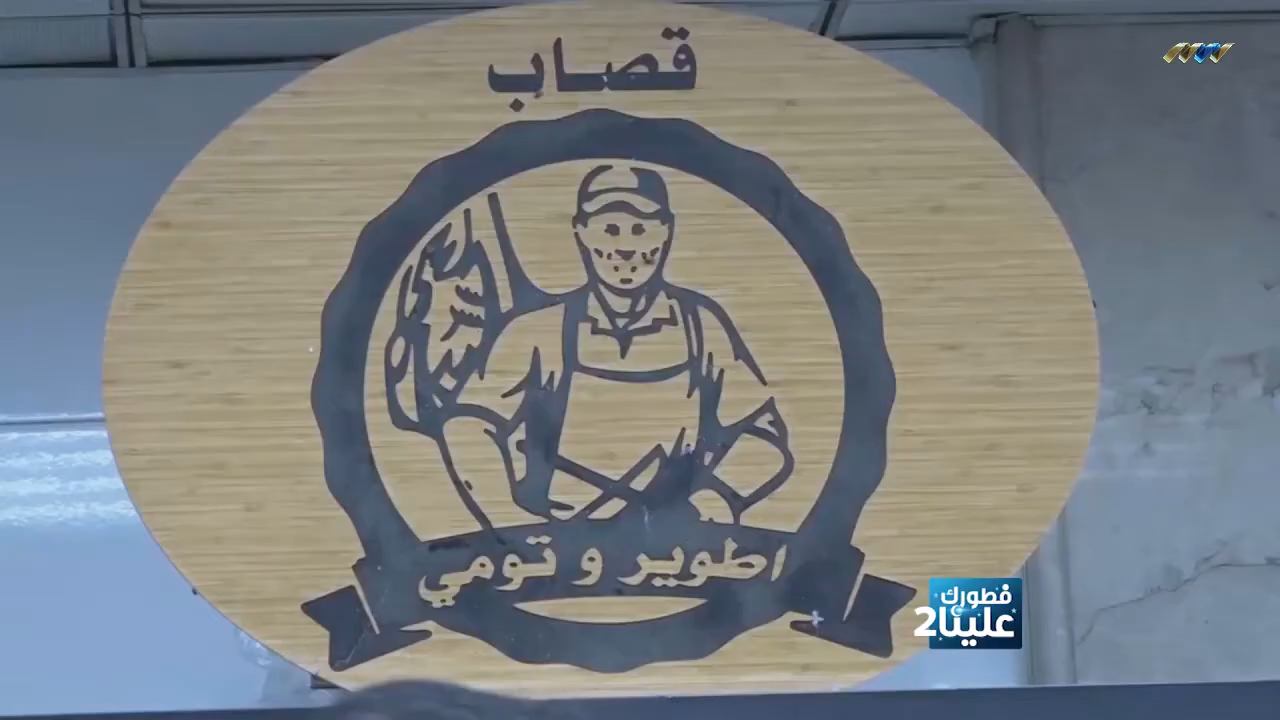 قصاب
اطوير و تومي
فطورك
علينا2